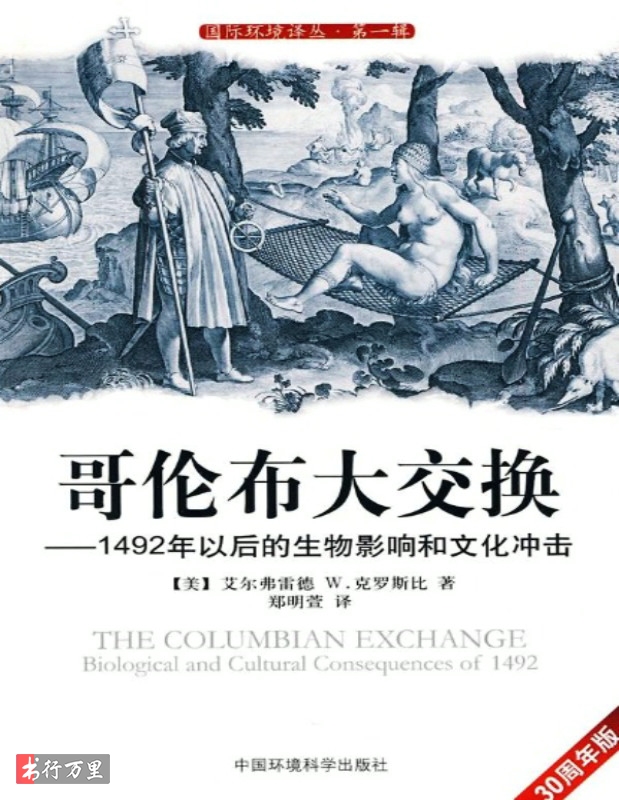 国际环境译丛·第一辑
哥伦布大交换
——1492年以后的生物影响和文化冲击
【美】艾尔弗雷德 W.克罗斯比 著
郑明萱 译
THE COLUMBIAN EXCHANGE
Biological and Cultural Consequences of 1492
30周年版
书行万里
中国环境科学出版社